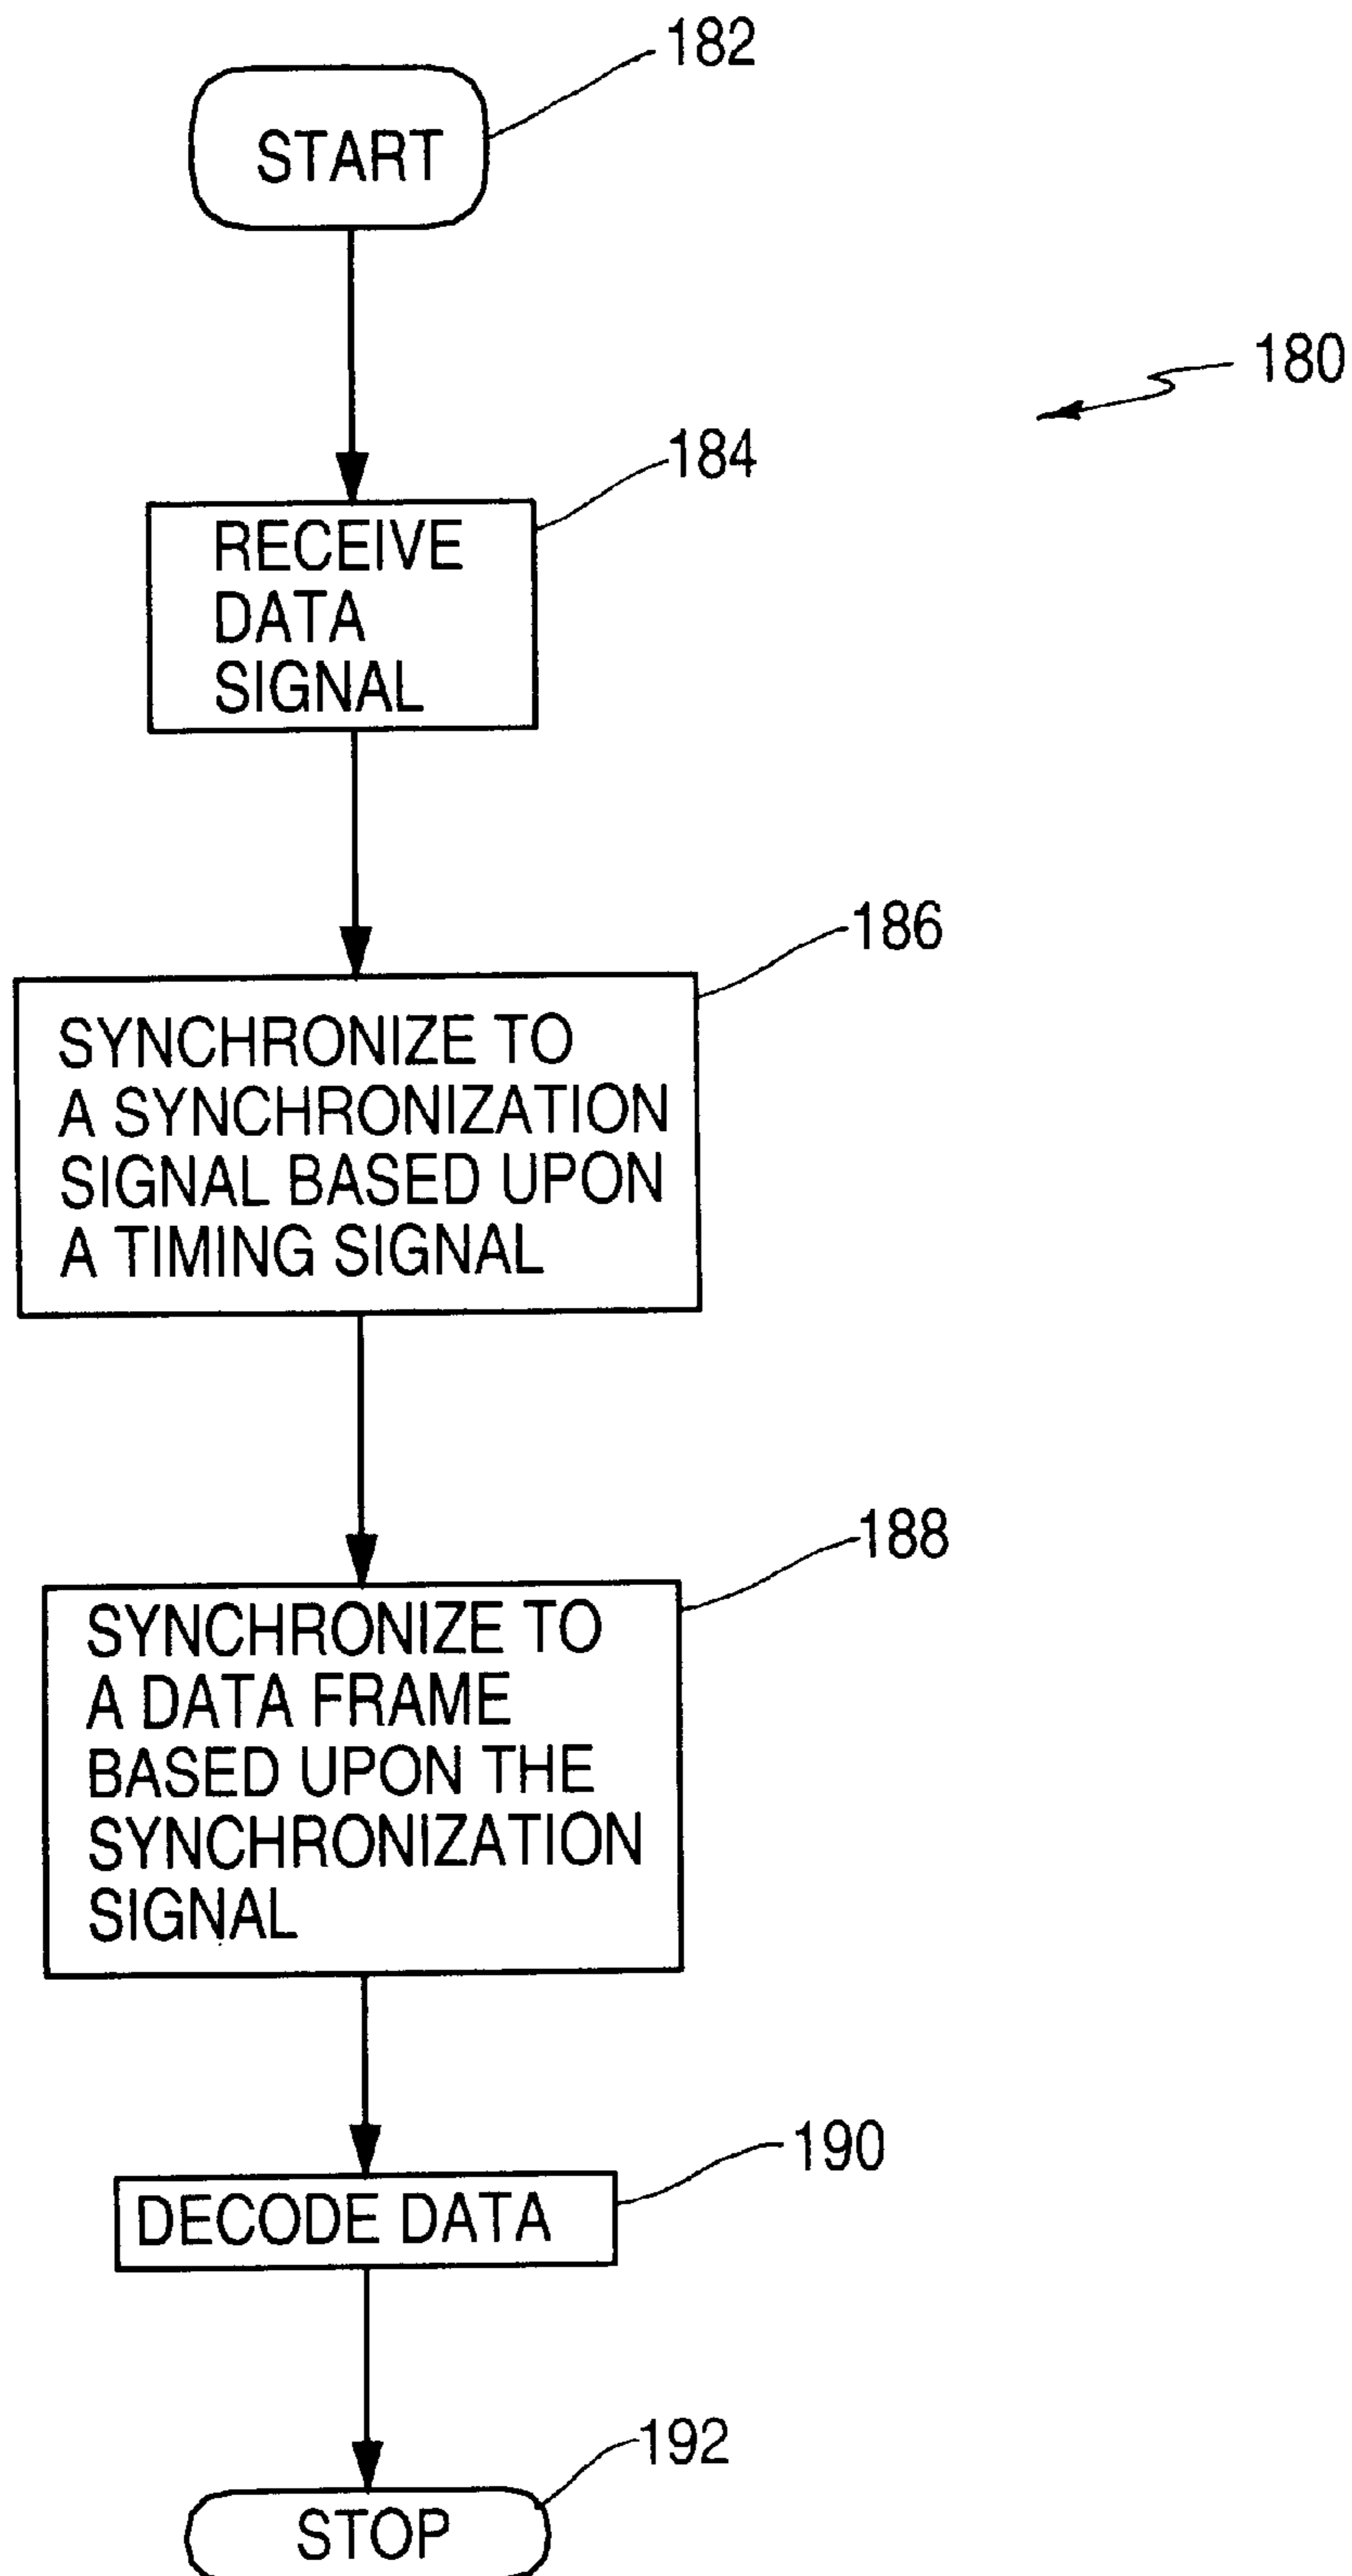 182
START
180
184
RECEIVE
DATA
SIGNAL
186
SYNCHRONIZE TO
A SYNCHRONIZATION
SIGNAL BASED UPON
A TIMING SIGNAL
188
SYNCHRONIZE TO
A DATA FRAME
BASED UPON THE
SYNCHRONIZATION
SIGNAL
190
DECODE DATA
192
STOP